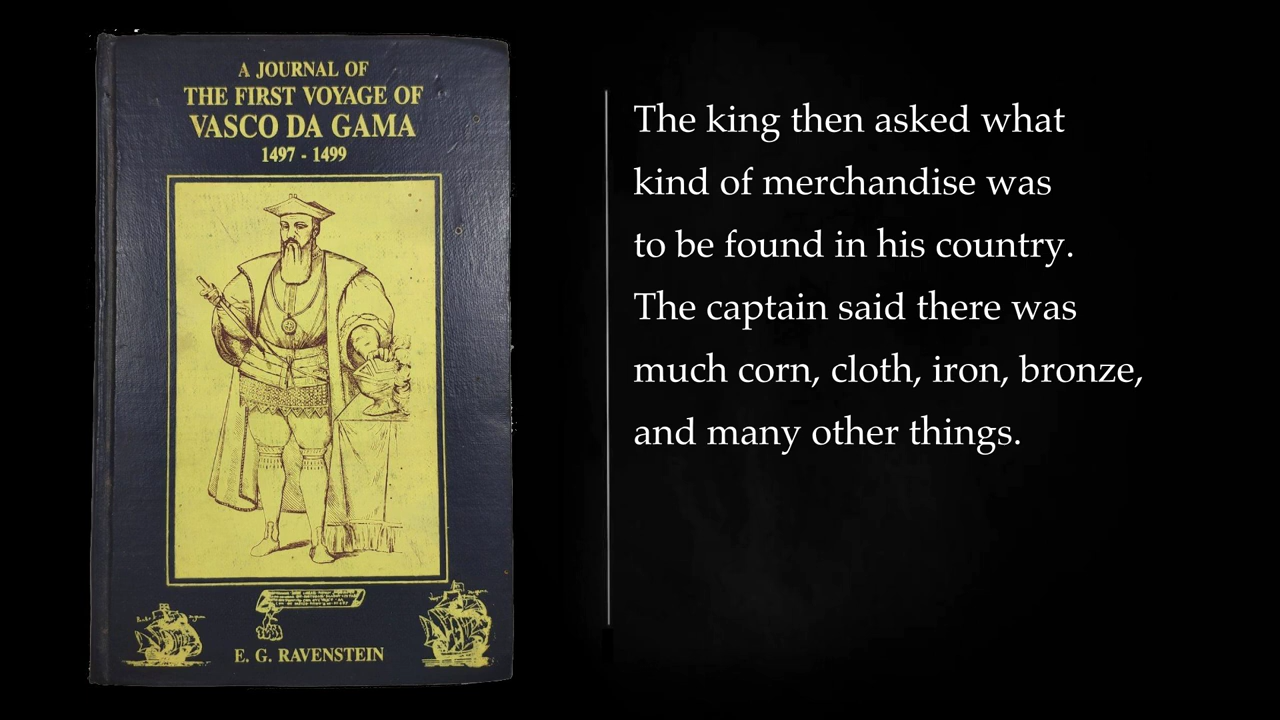 A JOURNAL OF
THE FIRST VOYAGE OF
VASCO DA GAMA
1497 - 1499
E. G. RAVENSTEIN
The king then asked what
kind of merchandise was
to be found in his country.
The captain said there was
much corn, cloth, iron, bronze,
and many other things.